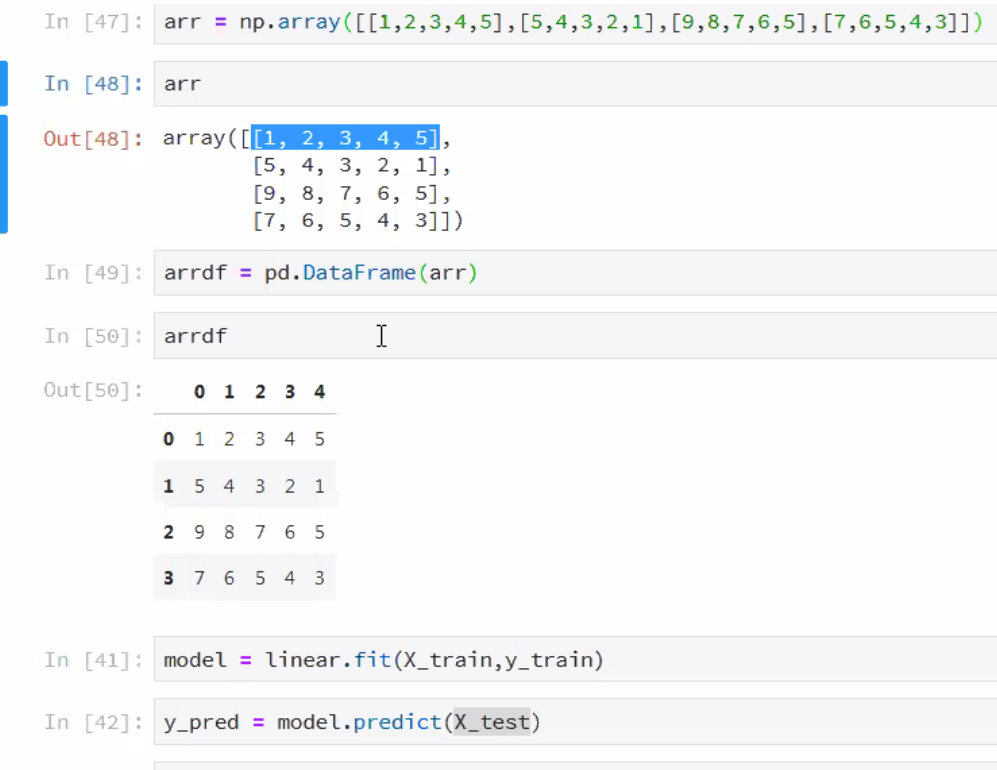 In [47]: arr = np.array([[1,2,3,4,5],[5,4,3,2,1],[9,8,7,6,5],[7,6,5,4,3]])
In [48]: arr
Out[48]: array([[1, 2, 3, 4, 5],
[5, 4, 3, 2, 1],
[9, 8, 7, 6, 5],
[7, 6, 5, 4, 3]])
In [49]: arrdf = pd.DataFrame(arr)
In [50]: arrdf
Out[50]:
0 1 2 3 4
0 1 2 3 4 5
1 5 4 3 2 1
2 9 8 7 6 5
3 7 6 5 4 3
In [41]: model = linear.fit(X_train,y_train)
In [42]: y_pred = model.predict(X_test)